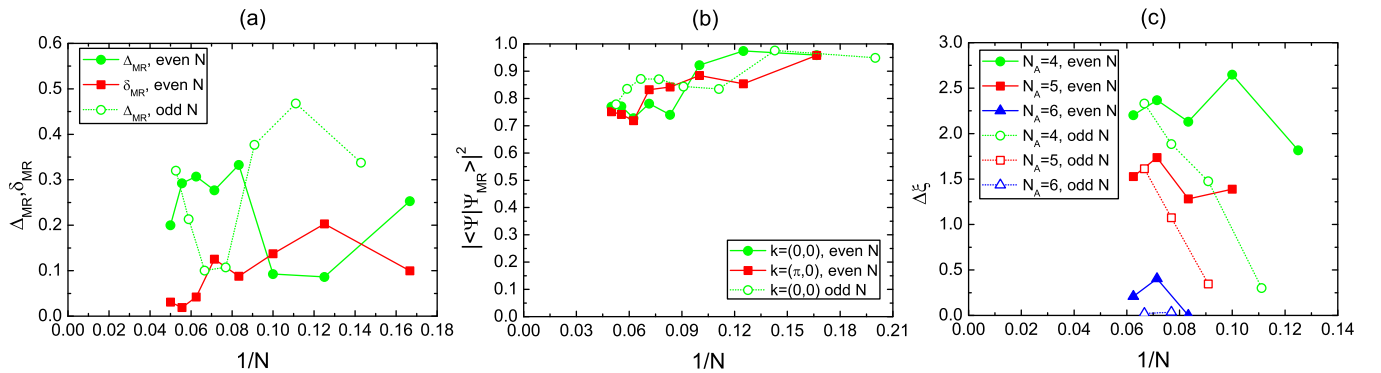 (a)
0.6
0.5
0.4
0.3
0.2
0.1
0.0
Δ_MR, δ_MR
Δ_MR, even N
δ_MR, even N
Δ_MR, odd N
0.00 0.02 0.04 0.06 0.08 0.10 0.12 0.14 0.16 0.18
1/N
(b)
1.0
0.9
0.8
0.7
0.6
0.5
0.4
0.3
0.2
0.1
0.0
|<Ψ|Ψ_MR>|²
k=(0,0), even N
k=(π,0), even N
k=(0,0) odd N
0.00 0.03 0.06 0.09 0.12 0.15 0.18 0.21
1/N
(c)
3.0
2.5
2.0
1.5
1.0
0.5
0.0
Δξ
N_A=4, even N
N_A=5, even N
N_A=6, even N
N_A=4, odd N
N_A=5, odd N
N_A=6, odd N
0.00 0.02 0.04 0.06 0.08 0.10 0.12 0.14
1/N